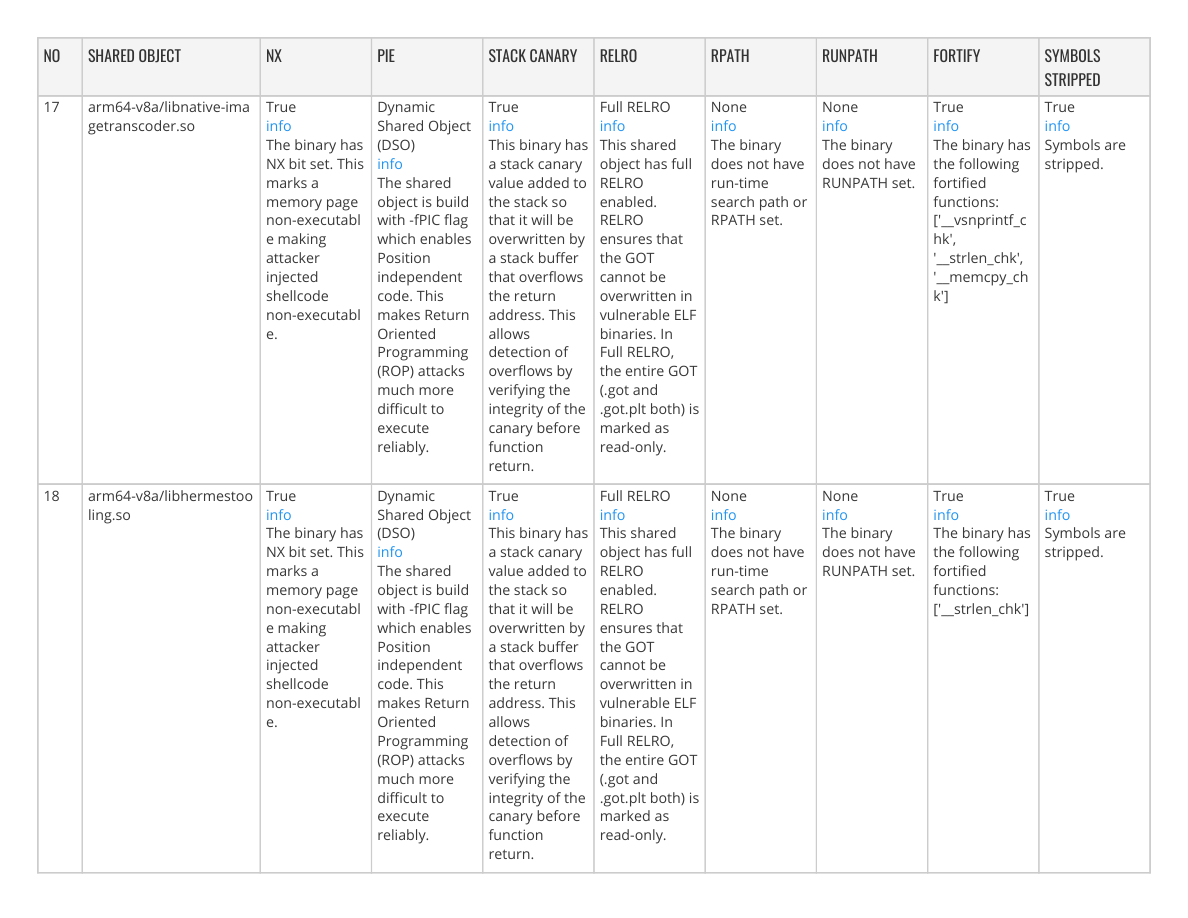 NO
SHARED OBJECT
NX
PIE
STACK CANARY
RELRO
RPATH
RUNPATH
FORTIFY
SYMBOLS
STRIPPED
17
arm64-v8a/libnative-ima
getranscoder.so
True
info
The binary has
NX bit set. This
marks a
memory page
non-executabl
e making
attacker
injected
shellcode
non-executabl
e.
Dynamic
Shared Object
(DSO)
info
The shared
object is build
with -fPIC flag
which enables
Position
independent
code. This
makes Return
Oriented
Programming
(ROP) attacks
much more
difficult to
execute
reliably.
True
info
This binary has
a stack canary
value added to
the stack so
that it will be
overwritten by
a stack buffer
that overflows
the return
address. This
allows
detection of
overflows by
verifying the
integrity of the
canary before
function
return.
Full RELRO
info
This shared
object has full
RELRO
enabled.
RELRO
ensures that
the GOT
cannot be
overwritten in
vulnerable ELF
binaries. In
Full RELRO,
the entire GOT
(.got and
.got.plt both) is
marked as
read-only.
None
info
The binary
does not have
run-time
search path or
RPATH set.
None
info
The binary
does not have
RUNPATH set.
True
info
The binary has
the following
fortified
functions:
['__vsnprintf_c
hk',
'__strlen_chk',
'__memcpy_ch
k']
True
info
Symbols are
stripped.
18
arm64-v8a/libhermestoo
ling.so
True
info
The binary has
NX bit set. This
marks a
memory page
non-executabl
e making
attacker
injected
shellcode
non-executabl
e.
Dynamic
Shared Object
(DSO)
info
The shared
object is build
with -fPIC flag
which enables
Position
independent
code. This
makes Return
Oriented
Programming
(ROP) attacks
much more
difficult to
execute
reliably.
True
info
This binary has
a stack canary
value added to
the stack so
that it will be
overwritten by
a stack buffer
that overflows
the return
address. This
allows
detection of
overflows by
verifying the
integrity of the
canary before
function
return.
Full RELRO
info
This shared
object has full
RELRO
enabled.
RELRO
ensures that
the GOT
cannot be
overwritten in
vulnerable ELF
binaries. In
Full RELRO,
the entire GOT
(.got and
.got.plt both) is
marked as
read-only.
None
info
The binary
does not have
run-time
search path or
RPATH set.
None
info
The binary
does not have
RUNPATH set.
True
info
The binary has
the following
fortified
functions:
['__strlen_chk']
True
info
Symbols are
stripped.